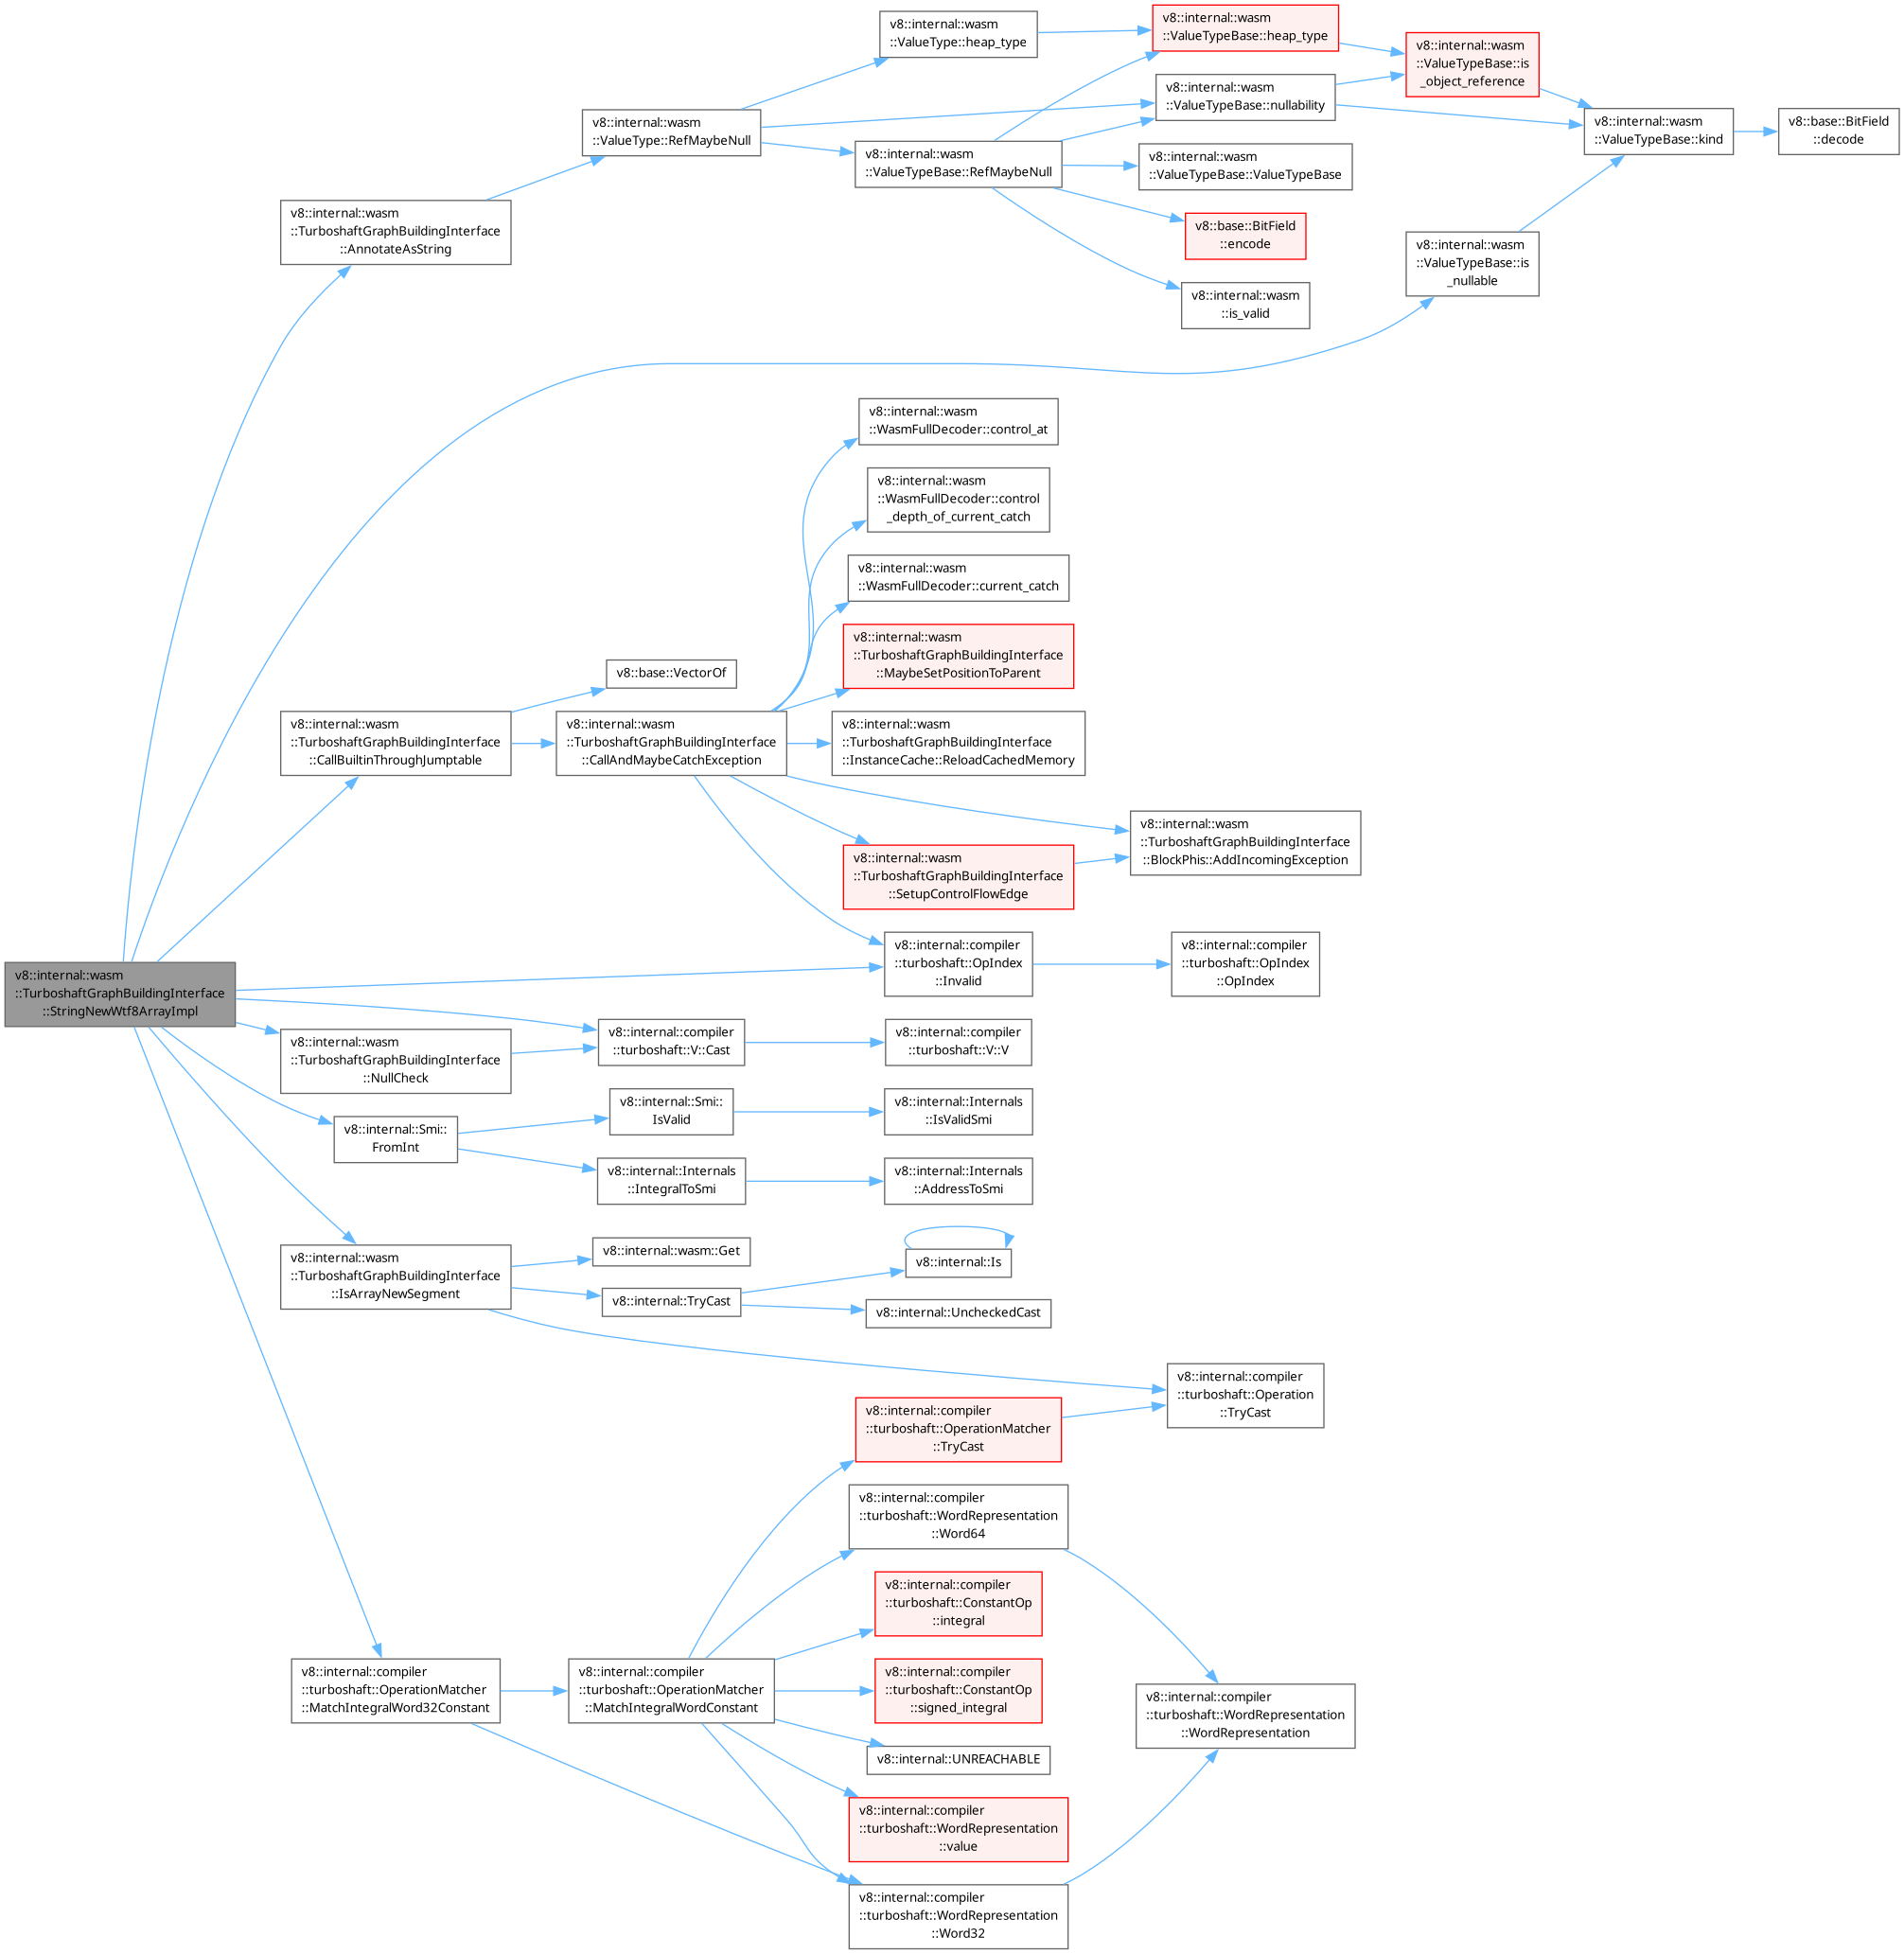 v8::internal::wasm
::TurboshaftGraphBuildingInterface
::StringNewWtf8ArrayImpl
v8::internal::wasm
::TurboshaftGraphBuildingInterface
::AnnotateAsString
v8::internal::wasm
::ValueType::RefMaybeNull
v8::internal::wasm
::ValueType::heap_type
v8::internal::wasm
::ValueTypeBase::heap_type
v8::internal::wasm
::ValueTypeBase::is
_object_reference
v8::internal::wasm
::ValueTypeBase::kind
v8::base::BitField
::decode
v8::internal::wasm
::ValueTypeBase::nullability
v8::internal::wasm
::ValueTypeBase::RefMaybeNull
v8::internal::wasm
::ValueTypeBase::ValueTypeBase
v8::base::BitField
::encode
v8::internal::wasm
::is_valid
v8::internal::wasm
::ValueTypeBase::is
_nullable
v8::internal::wasm
::TurboshaftGraphBuildingInterface
::CallBuiltinThroughJumptable
v8::base::VectorOf
v8::internal::wasm
::TurboshaftGraphBuildingInterface
::CallAndMaybeCatchException
v8::internal::wasm
::WasmFullDecoder::control_at
v8::internal::wasm
::WasmFullDecoder::control
_depth_of_current_catch
v8::internal::wasm
::WasmFullDecoder::current_catch
v8::internal::wasm
::TurboshaftGraphBuildingInterface
::MaybeSetPositionToParent
v8::internal::wasm
::TurboshaftGraphBuildingInterface
::InstanceCache::ReloadCachedMemory
v8::internal::wasm
::TurboshaftGraphBuildingInterface
::BlockPhis::AddIncomingException
v8::internal::wasm
::TurboshaftGraphBuildingInterface
::SetupControlFlowEdge
v8::internal::compiler
::turboshaft::OpIndex
::Invalid
v8::internal::compiler
::turboshaft::OpIndex
::OpIndex
v8::internal::wasm
::TurboshaftGraphBuildingInterface
::NullCheck
v8::internal::compiler
::turboshaft::V::Cast
v8::internal::compiler
::turboshaft::V::V
v8::internal::Smi::
FromInt
v8::internal::Smi::
IsValid
v8::internal::Internals
::IsValidSmi
v8::internal::Internals
::IntegralToSmi
v8::internal::Internals
::AddressToSmi
v8::internal::wasm
::TurboshaftGraphBuildingInterface
::IsArrayNewSegment
v8::internal::wasm::Get
v8::internal::TryCast
v8::internal::Is
v8::internal::UncheckedCast
v8::internal::compiler
::turboshaft::Operation
::TryCast
v8::internal::compiler
::turboshaft::OperationMatcher
::MatchIntegralWord32Constant
v8::internal::compiler
::turboshaft::OperationMatcher
::MatchIntegralWordConstant
v8::internal::compiler
::turboshaft::OperationMatcher
::TryCast
v8::internal::compiler
::turboshaft::WordRepresentation
::Word64
v8::internal::compiler
::turboshaft::ConstantOp
::integral
v8::internal::compiler
::turboshaft::ConstantOp
::signed_integral
v8::internal::UNREACHABLE
v8::internal::compiler
::turboshaft::WordRepresentation
::value
v8::internal::compiler
::turboshaft::WordRepresentation
::Word32
v8::internal::compiler
::turboshaft::WordRepresentation
::WordRepresentation